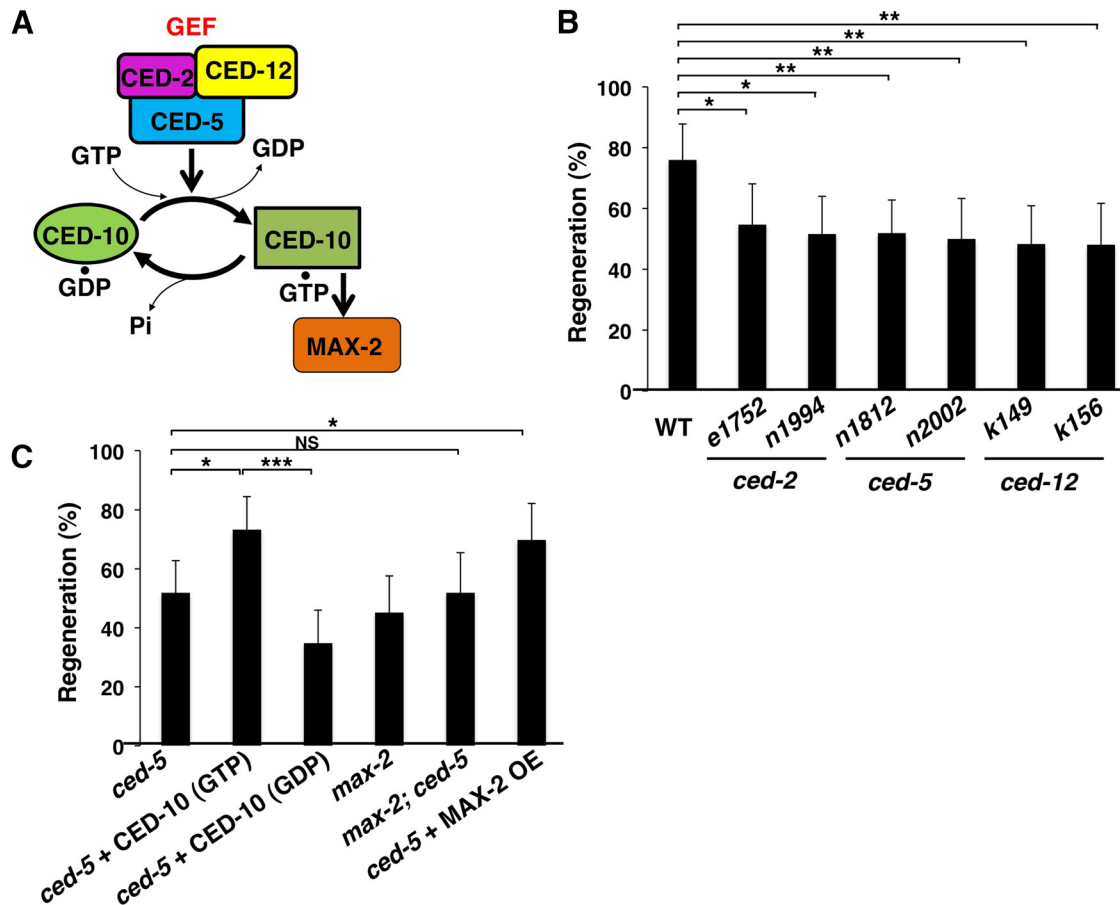 A
GEF
CED-2
CED-12
CED-5
GTP
GDP
CED-10
CED-10
GDP
GTP
Pi
MAX-2
B
**
**
**
**
*
*
Regeneration (%)
100
80
60
40
20
0
WT
e1752
n1994
n1812
n2002
k149
k156
ced-2
ced-5
ced-12
C
*
NS
*
***
Regeneration (%)
100
80
60
40
20
0
ced-5
ced-5 + CED-10 (GTP)
ced-5 + CED-10 (GDP)
max-2
max-2; ced-5
ced-5 + MAX-2 OE